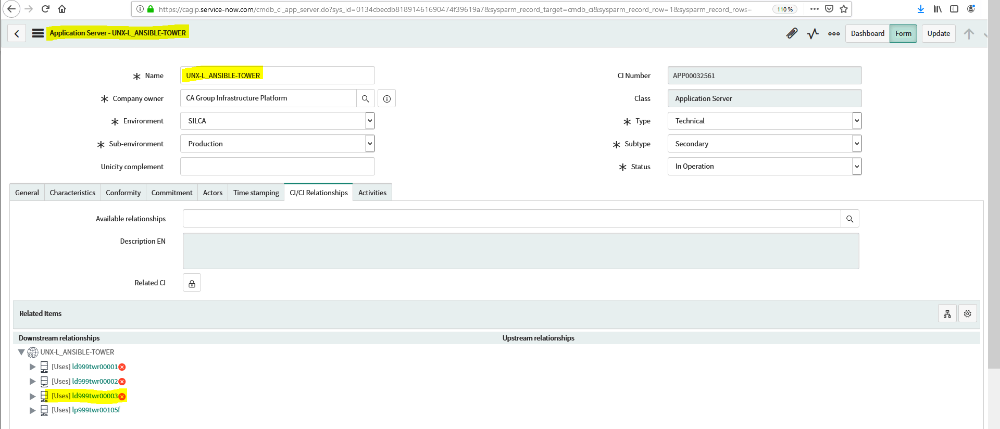 https://cagip.service-now.com/cmdb_ci_app_server.do?sys_id=0134cbecdb81891461690474f39619a7&sysparm_record_target=cmdb_ci&sysparm_record_row=1&sysparm_record_rows= 110 %
Application Server - UNX-L_ANSIBLE-TOWER Dashboard Form Update
Name UNX-L_ANSIBLE-TOWER CI Number APP00032561
Company owner CA Group Infrastructure Platform Class Application Server
Environment SILCA Type Technical
Sub-environment Production Subtype Secondary
Unicity complement Status In Operation
General Characteristics Conformity Commitment Actors Time stamping CI/CI Relationships Activities
Available relationships
Description EN
Related CI
Related Items
Downstream relationships Upstream relationships
UNX-L_ANSIBLE-TOWER
[Uses] ld999twr00001
[Uses] ld999twr00002
[Uses] ld999twr00003
[Uses] lp999twr00105f